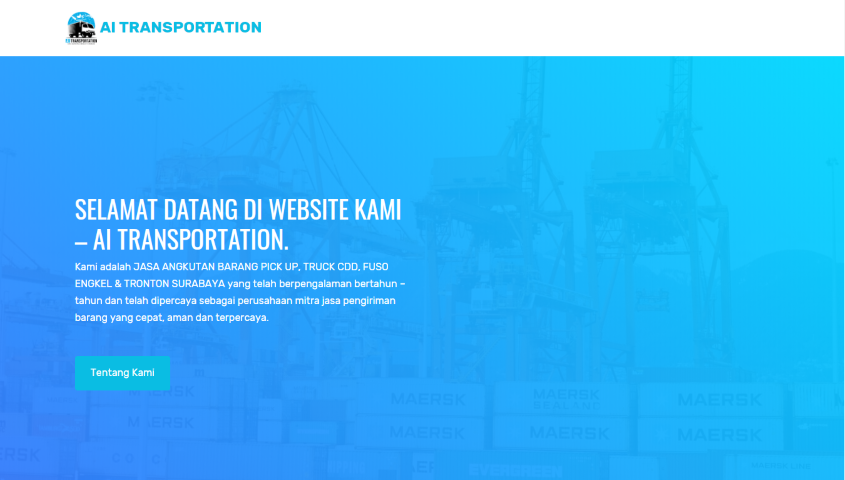 AI TRANSPORTATION
AI TRANSPORTATION
SELAMAT DATANG DI WEBSITE KAMI
– AI TRANSPORTATION.
Kami adalah JASA ANGKUTAN BARANG PICK UP, TRUCK CDD, FUSO
ENGKEL & TRONTON SURABAYA yang telah berpengalaman bertahun –
tahun dan telah dipercaya sebagai perusahaan mitra jasa pengiriman
barang yang cepat, aman dan terpercaya.
Tentang Kami
MAERSK
MAERSK
MAERSK
SEALAND
MAERSK
MAERSK
MAERSK
MAERSK
MAERSK
EVERGREEN